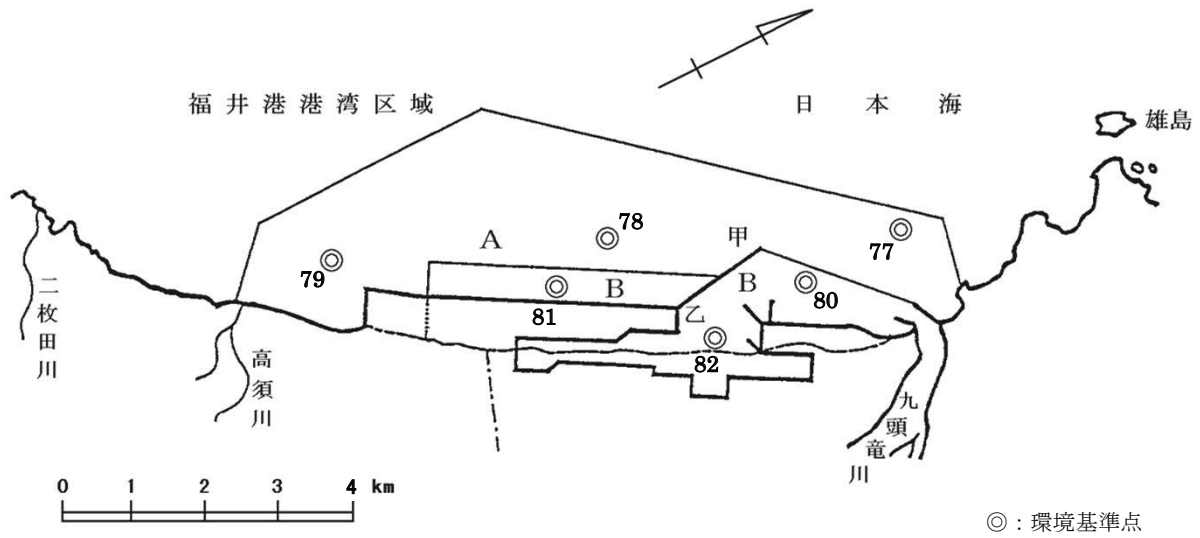 福井港港湾区域
日本海
雄島
78
甲
77
A
79
B
B
80
81
乙
82
二枚田川
高須川
九頭竜川
0 1 2 3 4 km
◎：環境基準点